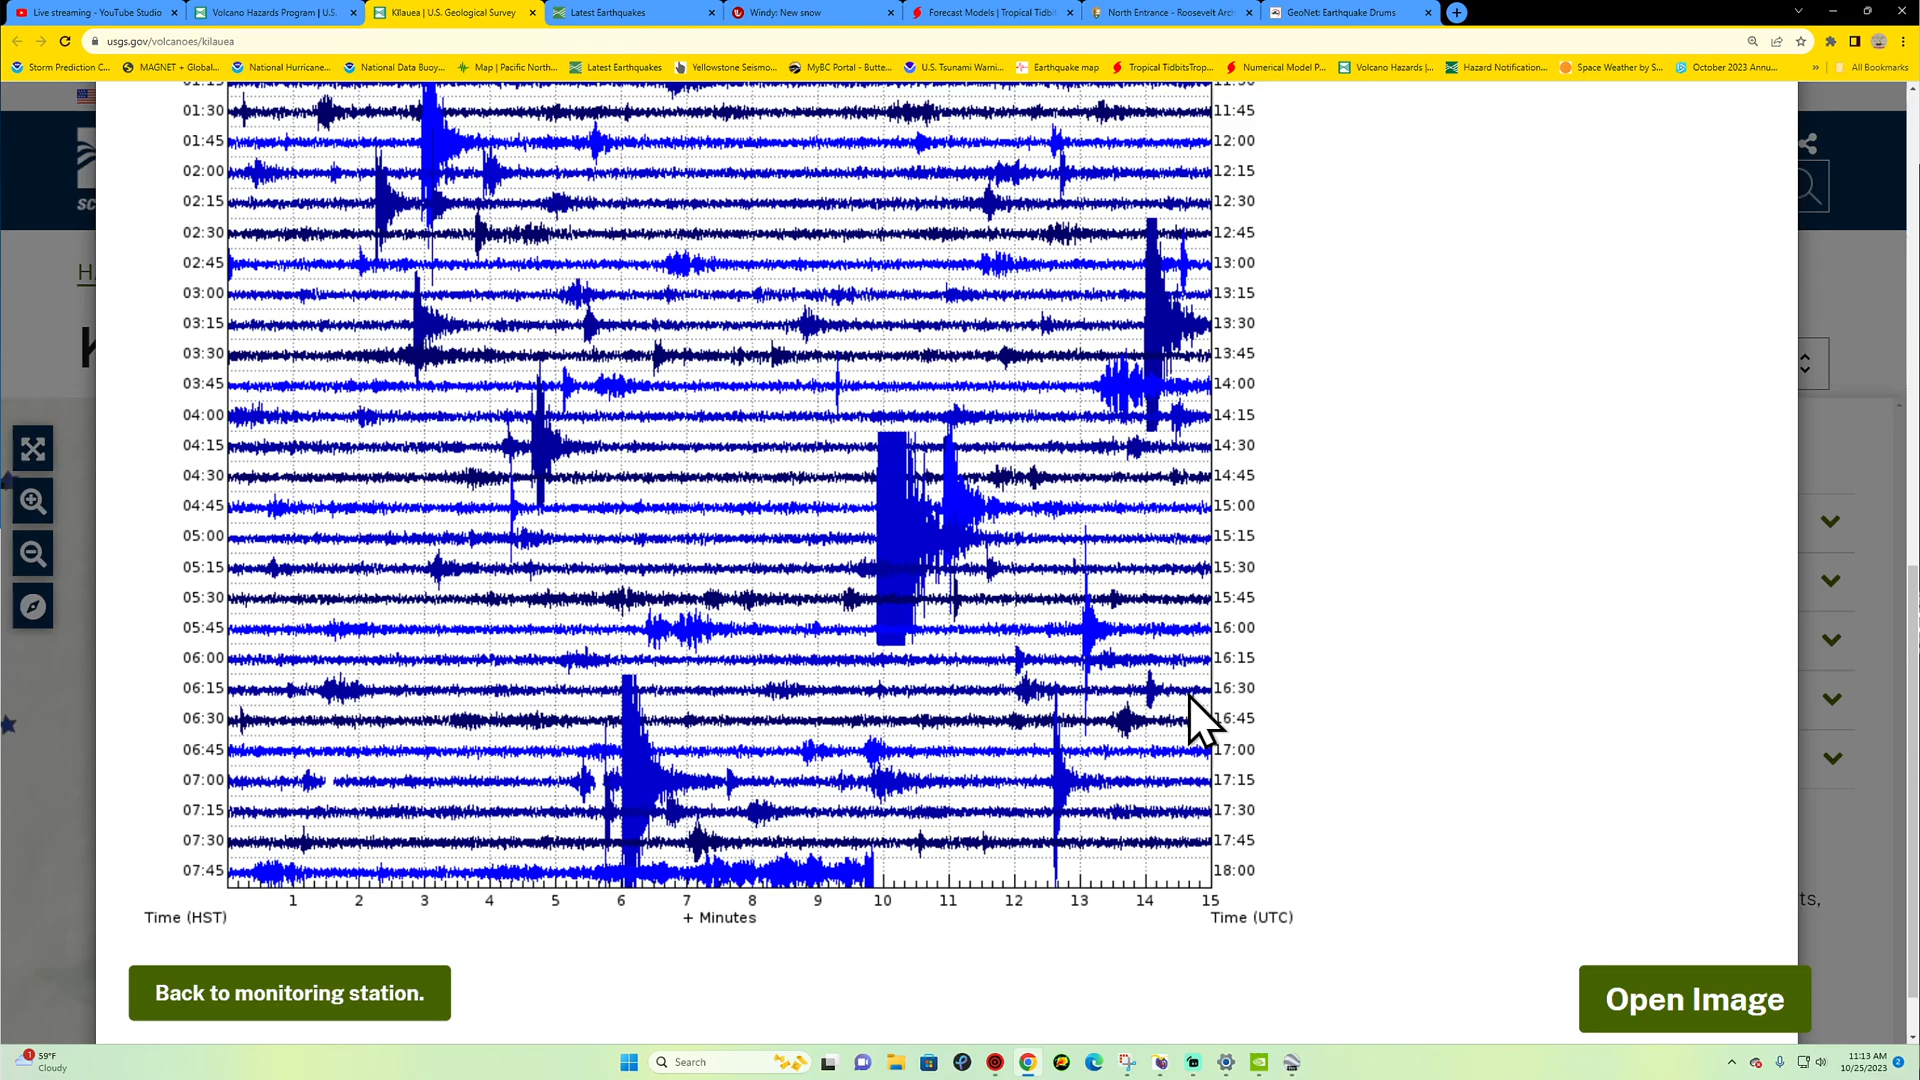 Live streaming - YouTube Studio
Volcano Hazards Program | U.S.
Kīlauea | U.S. Geological Survey
Latest Earthquakes
Windy: New snow
Forecast Models | Tropical Tidbits
North Entrance - Roosevelt Arc
GeoNet: Earthquake Drums
usgs.gov/volcanoes/kilauea
Storm Prediction C...
MAGNET + Global...
National Hurricane...
National Data Buoy...
Map | Pacific North...
Latest Earthquakes
Yellowstone Seismo...
MyBC Portal - Butte...
U.S. Tsunami Warni...
Earthquake map
Tropical TidbitsTrop...
Numerical Model P...
Volcano Hazards |...
Hazard Notification...
Space Weather by S...
October 2023 Annu...
»
All Bookmarks
01:15 11:30
01:30 11:45
01:45 12:00
02:00 12:15
02:15 12:30
02:30 12:45
02:45 13:00
03:00 13:15
03:15 13:30
03:30 13:45
03:45 14:00
04:00 14:15
04:15 14:30
04:30 14:45
04:45 15:00
05:00 15:15
05:15 15:30
05:30 15:45
05:45 16:00
06:00 16:15
06:15 16:30
06:30 16:45
06:45 17:00
07:00 17:15
07:15 17:30
07:30 17:45
07:45 18:00
1 2 3 4 5 6 7 8 9 10 11 12 13 14 15
Time (HST) + Minutes Time (UTC)
Back to monitoring station.
Open Image
59°F
Cloudy
Search
11:13 AM
10/25/2023